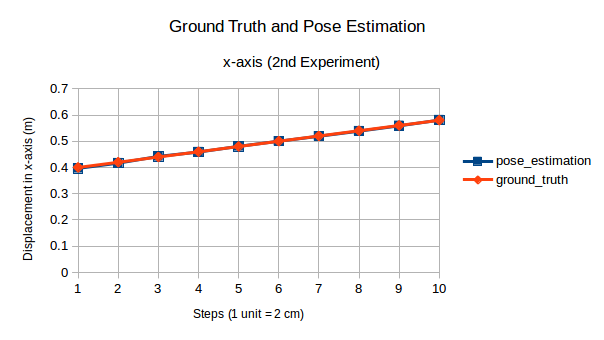 Ground Truth and Pose Estimation
x-axis (2nd Experiment)
Displacement in x-axis (m)
0.7
0.6
0.5
0.4
0.3
0.2
0.1
0
1 2 3 4 5 6 7 8 9 10
Steps (1 unit = 2 cm)
pose_estimation
ground_truth